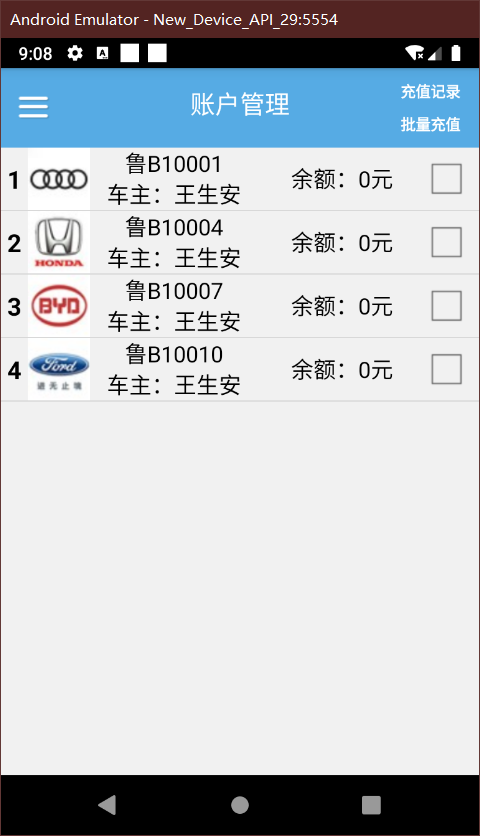 Android Emulator - New_Device_API_29:5554
9:08
账户管理
充值记录
批量充值
1
鲁B10001
车主：王生安
余额：0元
2
HONDA
鲁B10004
车主：王生安
余额：0元
3
BYD
鲁B10007
车主：王生安
余额：0元
4
Ford
进无止境
鲁B10010
车主：王生安
余额：0元